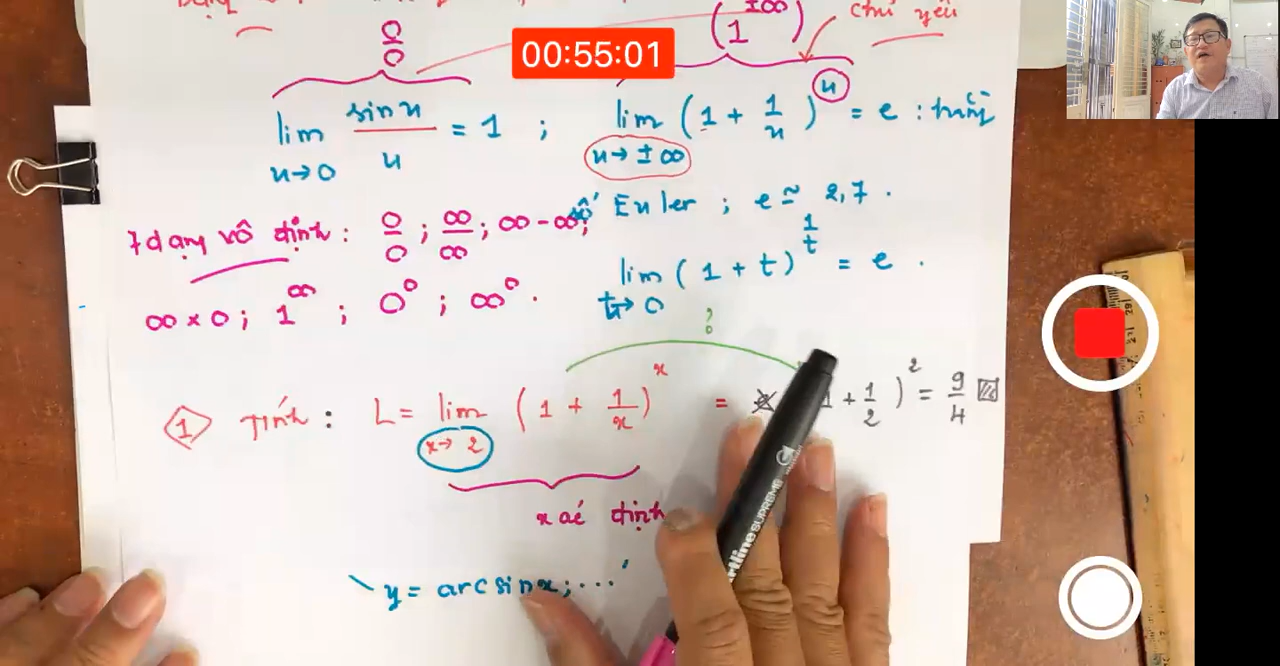 (1^±∞) chủ yếu
0/0
00:55:01
lim u→0 sin u / u = 1 ; lim u→±∞ (1 + 1/u)^u = e :
số Euler ; e ≃ 2,7 .
7 dạng vô định : 0/0 ; ∞/∞ ; ∞ - ∞ ;
lim t→0 (1 + t)^1/t = e .
∞ x 0 ; 1^∞ ; 0^0 ; ∞^0 .
?
1 Tính : L = lim x→2 (1 + 1/x)^x = 1 + 1/2 )^2 = 9/4
xác định
y = arcsin x ; ...
artline SUPREME